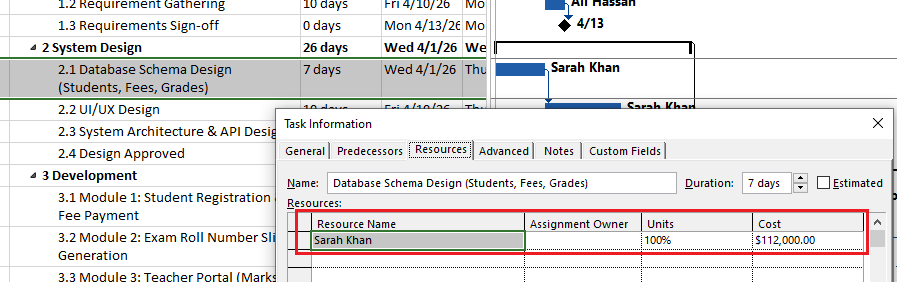 1.2 Requirement Gathering 10 days Fri 4/10/26 Mo Ali Hassan
1.3 Requirements Sign-off 0 days Mon 4/13/26 Mo 4/13
2 System Design 26 days Wed 4/1/26 We
2.1 Database Schema Design 7 days Wed 4/1/26 Thu Sarah Khan
(Students, Fees, Grades)
2.2 UI/UX Design 10 days Fri 4/10/26 Mo Sarah Khan
2.3 System Architecture & API Desig
2.4 Design Approved
3 Development
3.1 Module 1: Student Registration &
Fee Payment
3.2 Module 2: Exam Roll Number Sli
Generation
3.3 Module 3: Teacher Portal (Marks
Task Information
General Predecessors Resources Advanced Notes Custom Fields
Name: Database Schema Design (Students, Fees, Grades) Duration: 7 days Estimated
Resources:
Resource Name Assignment Owner Units Cost
Sarah Khan 100% $112,000.00